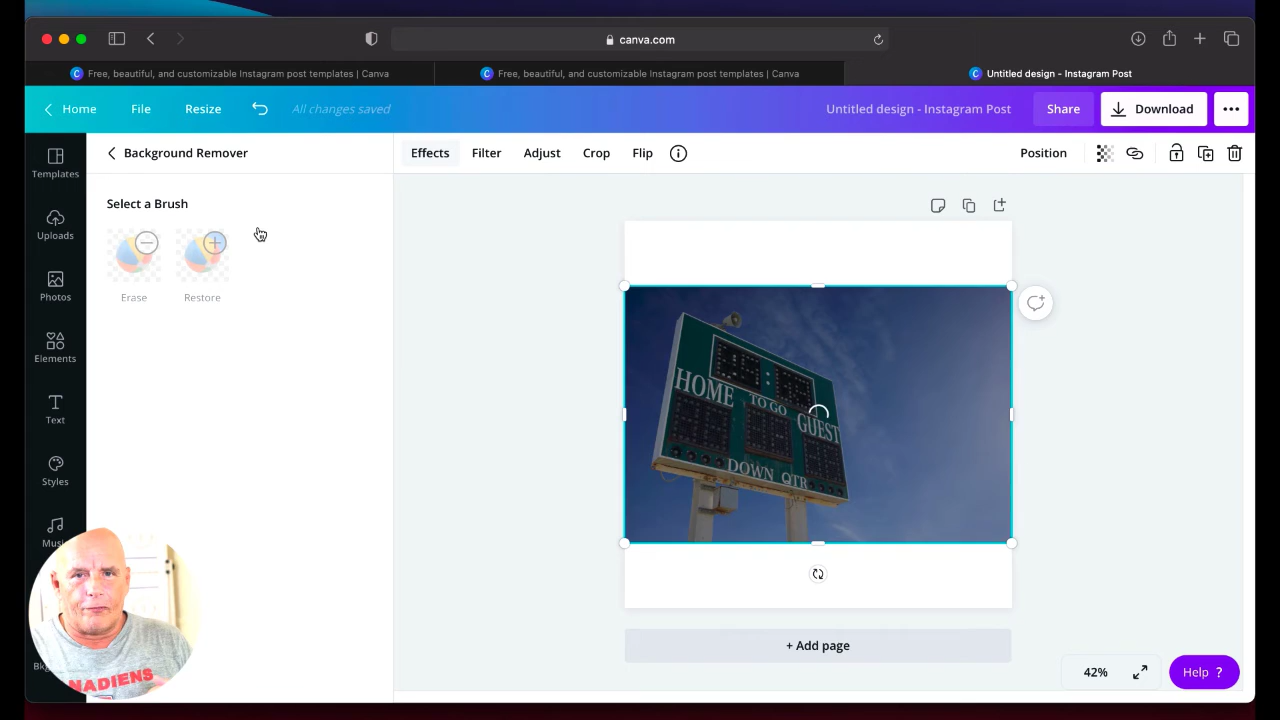 canva.com
Free, beautiful, and customizable Instagram post templates | Canva
Free, beautiful, and customizable Instagram post templates | Canva
Untitled design - Instagram Post
Home File Resize All changes saved Untitled design - Instagram Post Share Download
Background Remover
Effects Filter Adjust Crop Flip Position
Select a Brush
Erase Restore
Templates
Uploads
Photos
Elements
Text
Styles
Musi
Bk
HOME TO GO GUEST
DOWN QTR
+ Add page
42%
Help ?
NADIENS